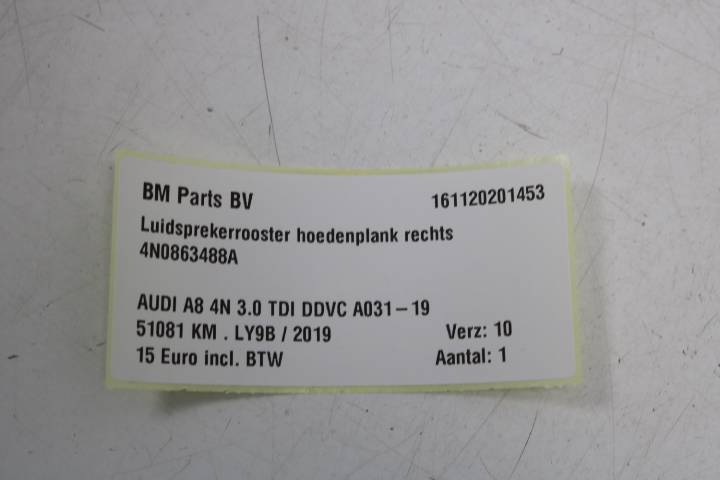 BM Parts BV 161120201453
Luidsprekerrooster hoedenplank rechts
4N0863488A
AUDI A8 4N 3.0 TDI DDVC A031-19
51081 KM . LY9B / 2019 Verz: 10
15 Euro incl. BTW Aantal: 1